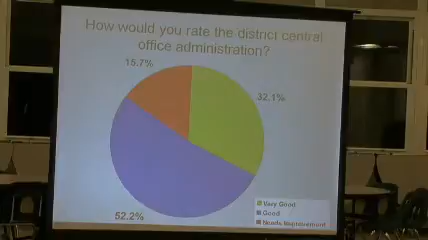 How would you rate the district central
office administration?
15.7%
32.1%
52.2%
Very Good
Good
Needs Improvement